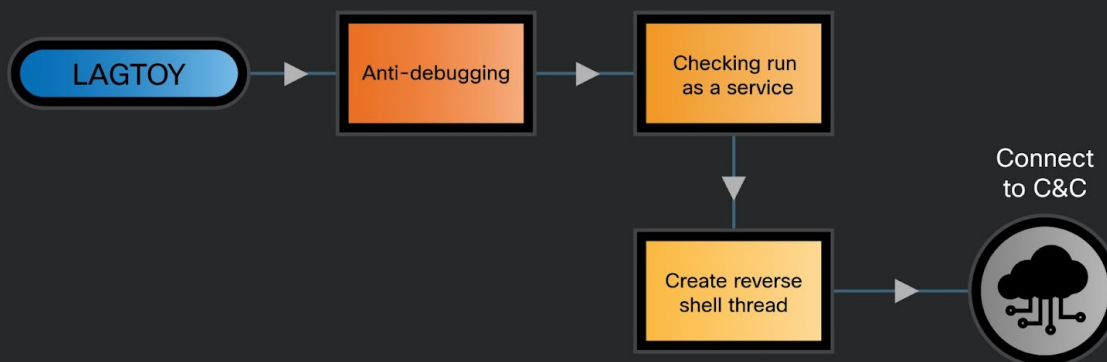 LAGTOY
Anti-debugging
Checking run
as a service
Create reverse
shell thread
Connect
to C&C